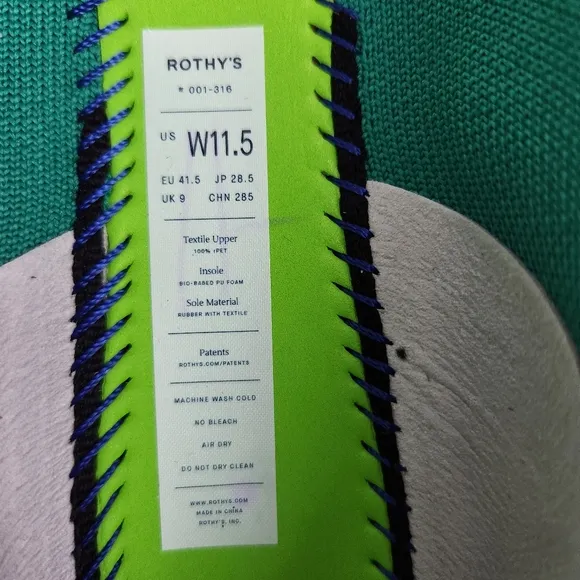 ROTHY'S
# 001-316
US W11.5
EU 41.5 JP 28.5
UK 9 CHN 285
Textile Upper
100% rPET
Insole
BIO-BASED PU FOAM
Sole Material
RUBBER WITH TEXTILE
Patents
ROTHYS.COM/PATENTS
MACHINE WASH COLD
NO BLEACH
AIR DRY
DO NOT DRY CLEAN
WWW.ROTHYS.COM
MADE IN CHINA
ROTHY'S, INC.